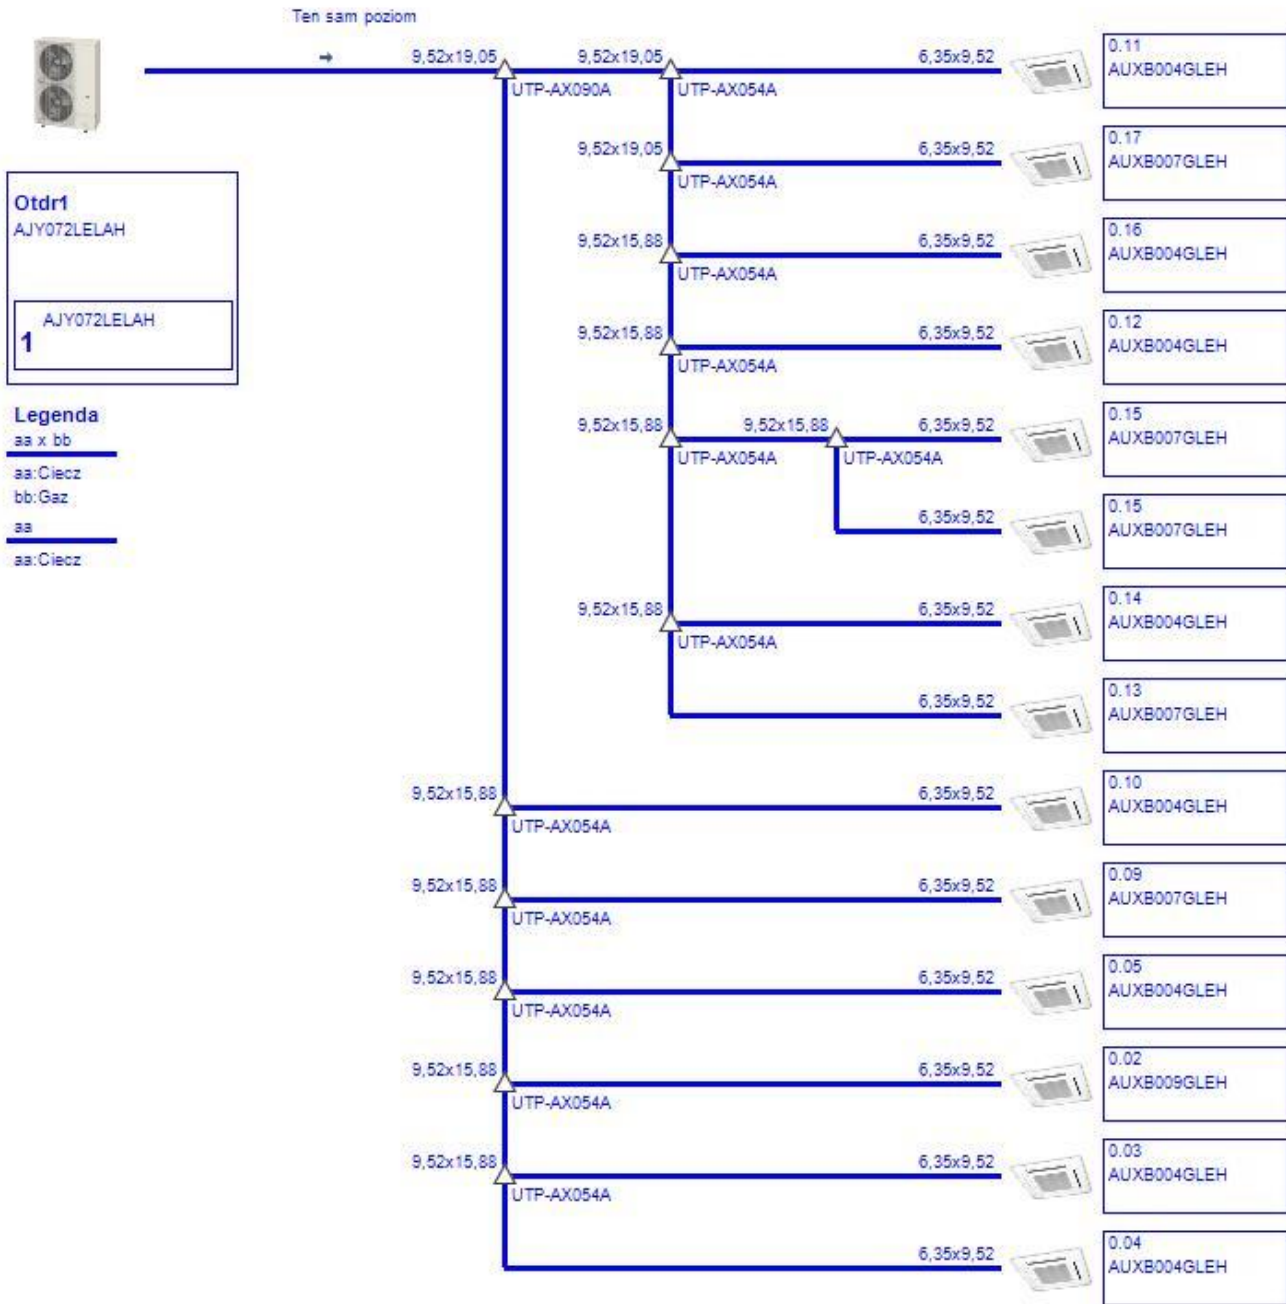 Ten sam poziom
9,52x19,05
9,52x19,05
6,35x9,52
0.11
AUXB004GLEH
UTP-AX090A
UTP-AX054A
9,52x19,05
6,35x9,52
0.17
AUXB007GLEH
UTP-AX054A
Otdr1
AJY072LELAH
9,52x15,88
6,35x9,52
0.16
AUXB004GLEH
UTP-AX054A
AJY072LELAH
1
9,52x15,88
6,35x9,52
0.12
AUXB004GLEH
UTP-AX054A
Legenda
aa x bb
aa:Ciecz
bb:Gaz
aa
aa:Ciecz
9,52x15,88
9,52x15,88
6,35x9,52
0.15
AUXB007GLEH
UTP-AX054A
UTP-AX054A
6,35x9,52
0.15
AUXB007GLEH
9,52x15,88
6,35x9,52
0.14
AUXB004GLEH
UTP-AX054A
6,35x9,52
0.13
AUXB007GLEH
9,52x15,88
6,35x9,52
0.10
AUXB004GLEH
UTP-AX054A
9,52x15,88
6,35x9,52
0.09
AUXB007GLEH
UTP-AX054A
9,52x15,88
6,35x9,52
0.05
AUXB004GLEH
UTP-AX054A
9,52x15,88
6,35x9,52
0.02
AUXB009GLEH
UTP-AX054A
9,52x15,88
6,35x9,52
0.03
AUXB004GLEH
UTP-AX054A
6,35x9,52
0.04
AUXB004GLEH